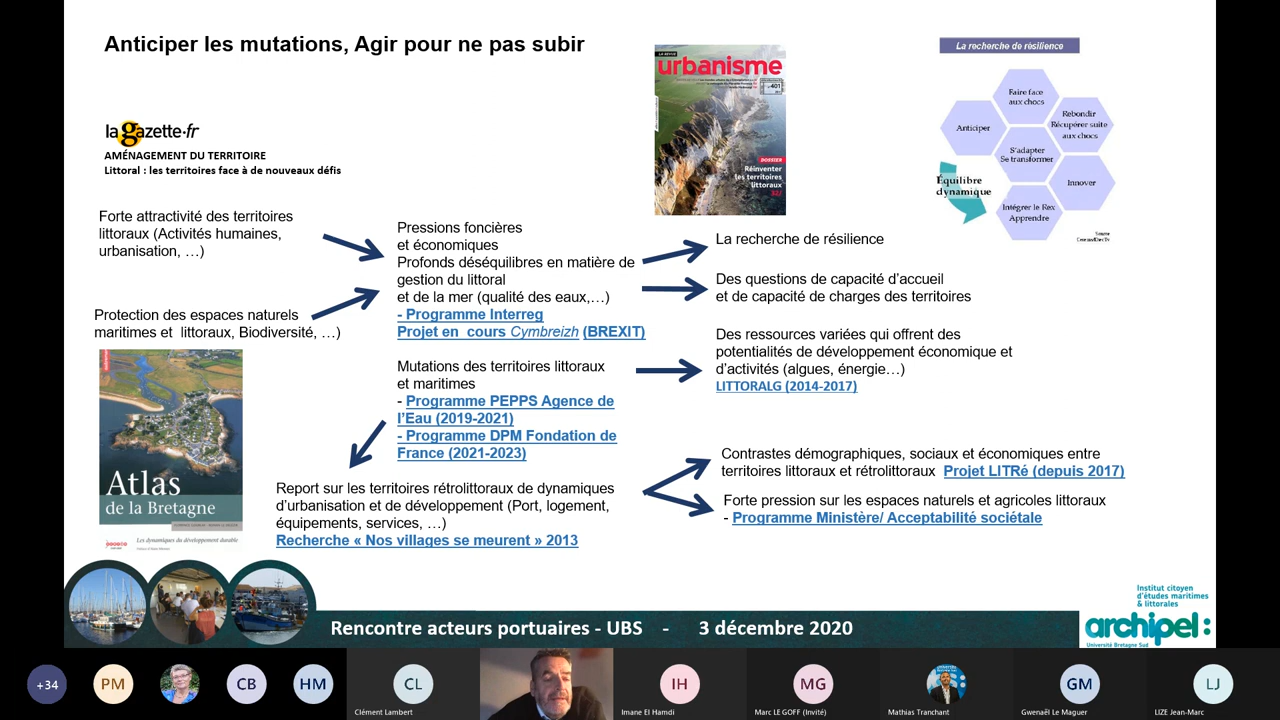 Anticiper les mutations, Agir pour ne pas subir
la gazette·fr
AMÉNAGEMENT DU TERRITOIRE
Littoral : les territoires face à de nouveaux défis
LA REVUE
urbanisme
401
DOSSIER
Réinventer
les territoires
littoraux
La recherche de résilience
Faire face
aux chocs
Anticiper
Rebondir
Récupérer suite
aux chocs
S'adapter
Se transformer
Équilibre
dynamique
Innover
Intégrer le Rex
Apprendre
Source
Forte attractivité des territoires
littoraux (Activités humaines,
urbanisation, …)
Protection des espaces naturels
maritimes et littoraux, Biodiversité, …)
Pressions foncières
et économiques
Profonds déséquilibres en matière de
gestion du littoral
et de la mer (qualité des eaux,…)
- Programme Interreg
Projet en cours Cymbreizh (BREXIT)
La recherche de résilience
Des questions de capacité d'accueil
et de capacité de charges des territoires
Mutations des territoires littoraux
et maritimes
- Programme PEPPS Agence de
l'Eau (2019-2021)
- Programme DPM Fondation de
France (2021-2023)
Des ressources variées qui offrent des
potentialités de développement économique et
d'activités (algues, énergie…)
LITTORALG (2014-2017)
Atlas
de la Bretagne
Les dynamiques du développement durable
Report sur les territoires rétrolittoraux de dynamiques
d'urbanisation et de développement (Port, logement,
équipements, services, …)
Recherche « Nos villages se meurent » 2013
Contrastes démographiques, sociaux et économiques entre
territoires littoraux et rétrolittoraux Projet LITRé (depuis 2017)
Forte pression sur les espaces naturels et agricoles littoraux
- Programme Ministère/ Acceptabilité sociétale
Rencontre acteurs portuaires - UBS - 3 décembre 2020
Institut citoyen
d'études maritimes
& littorales
archipel:
Université Bretagne Sud
+34
PM
CB
HM
CL
Clément Lambert
IH
Imane El Hamdi
MG
Marc LE GOFF (Invité)
Mathias Tranchant
GM
Gwenaël Le Maguer
LJ
LIZE Jean-Marc